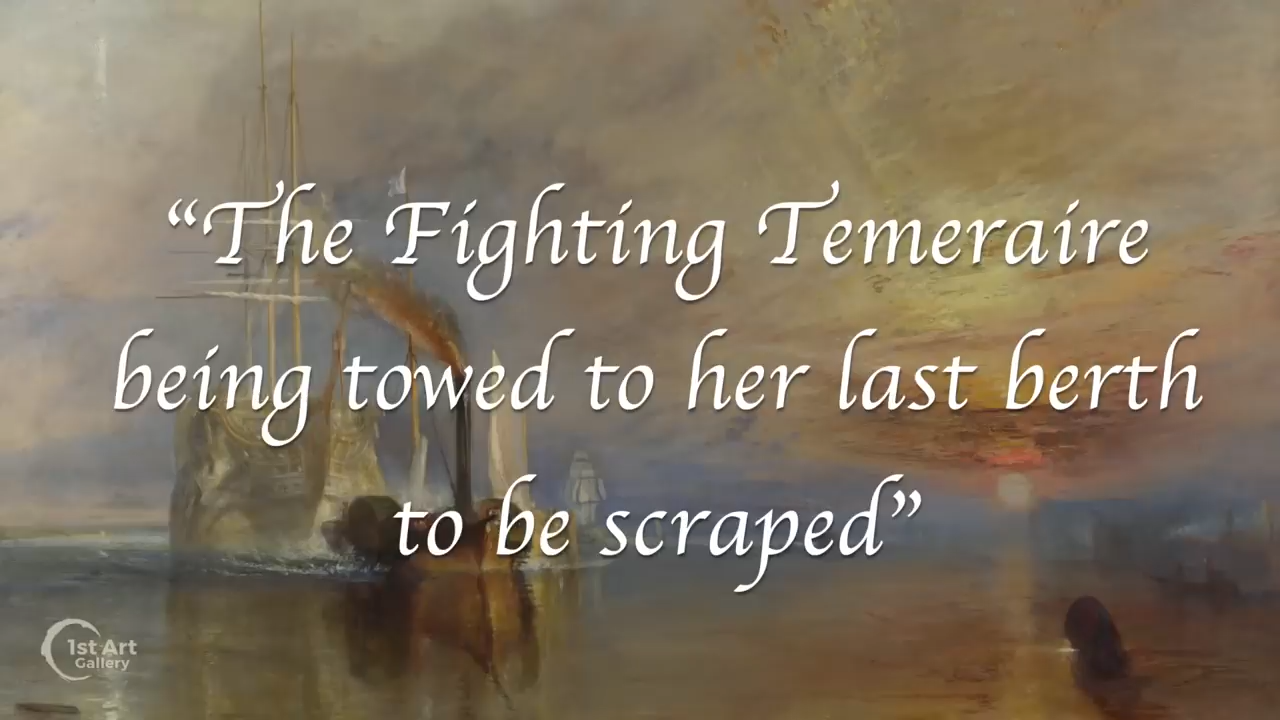 “The Fighting Temeraire
being towed to her last berth
to be scraped”
1st Art
Gallery